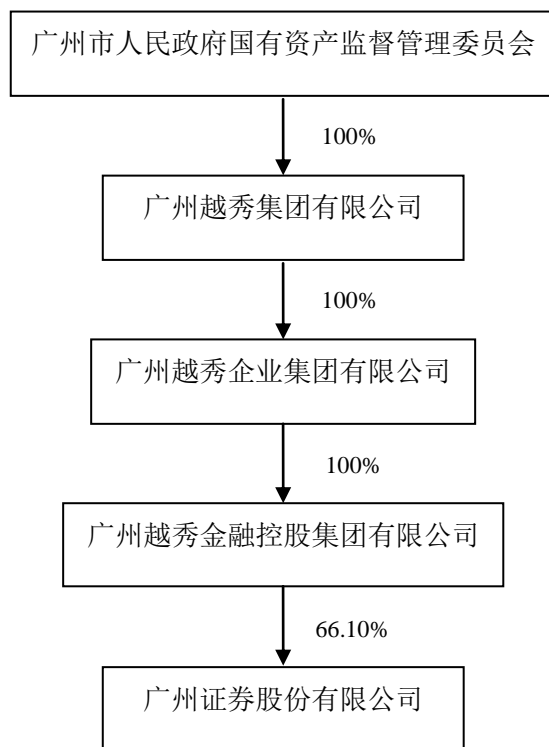 广州市人民政府国有资产监督管理委员会
100%
广州越秀集团有限公司
100%
广州越秀企业集团有限公司
100%
广州越秀金融控股集团有限公司
66.10%
广州证券股份有限公司